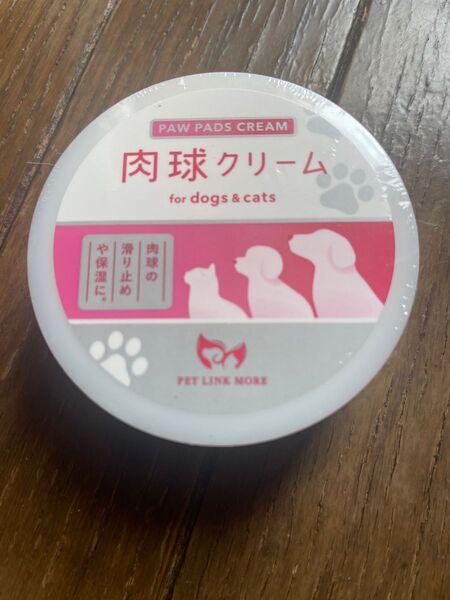 PAW PADS CREAM
肉球クリーム
for dogs & cats
肉球の
滑り止め
や保湿に。
PET LINK MORE